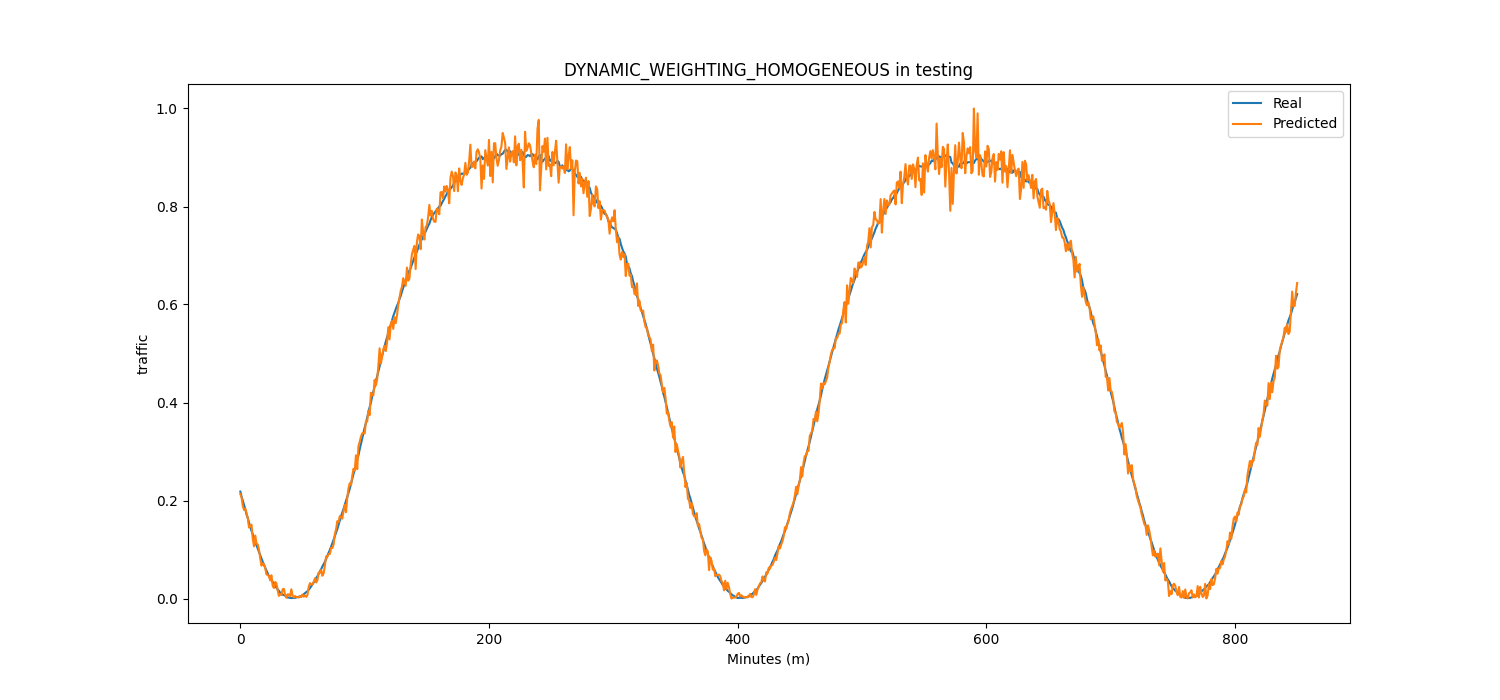 DYNAMIC_WEIGHTING_HOMOGENEOUS in testing
Real
Predicted
1.0
0.8
0.6
0.4
0.2
0.0
traffic
0 200 400 600 800
Minutes (m)